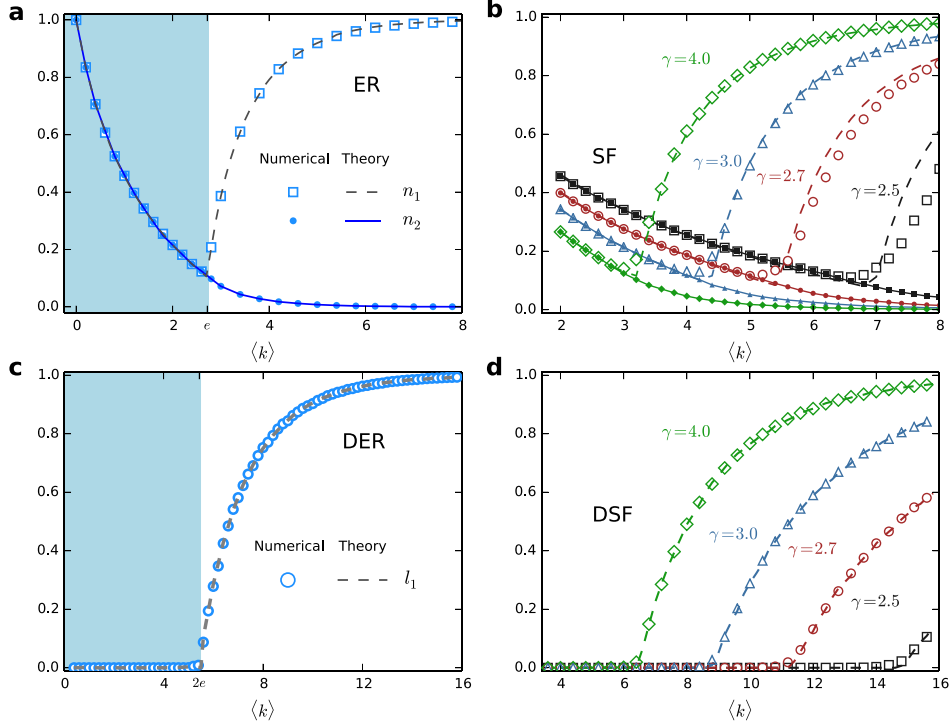 a
1.0
0.8
0.6
0.4
0.2
0.0
ER
Numerical Theory
n1
n2
0 2 e 4 6 8
⟨k⟩
b
1.0
0.8
0.6
0.4
0.2
0.0
γ=4.0
γ=3.0
SF
γ=2.7
γ=2.5
2 3 4 5 6 7 8
⟨k⟩
c
1.0
0.8
0.6
0.4
0.2
0.0
DER
Numerical Theory
l1
0 4 2e 8 12 16
⟨k⟩
d
1.0
0.8
0.6
0.4
0.2
0.0
γ=4.0
γ=3.0
DSF
γ=2.7
γ=2.5
4 6 8 10 12 14 16
⟨k⟩